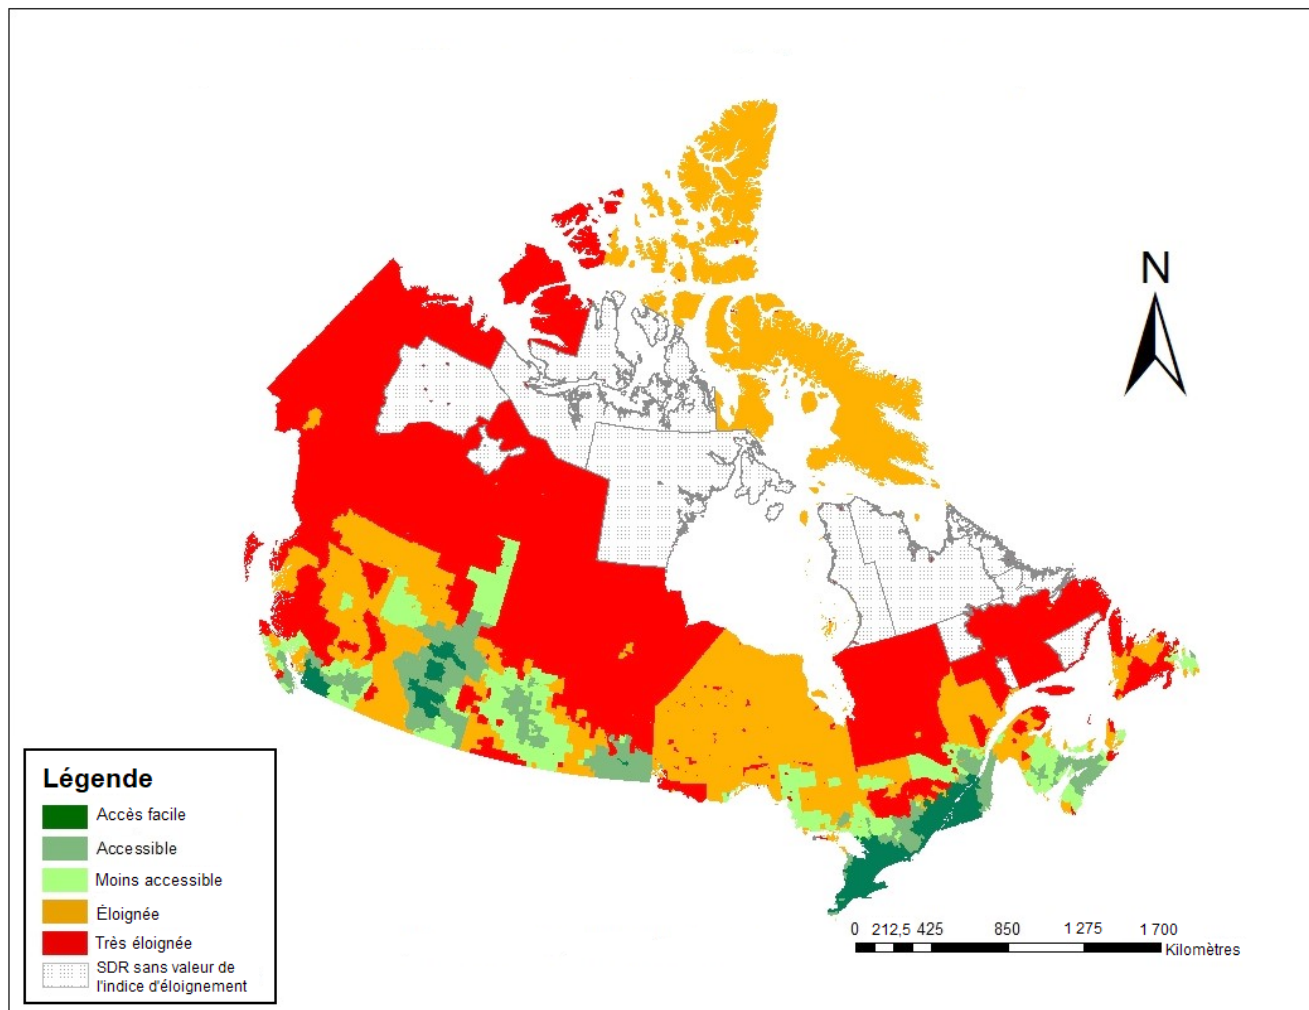 N
Légende
Accès facile
Accessible
Moins accessible
Éloignée
Très éloignée
SDR sans valeur de
l'indice d'éloignement
0 212,5 425 850 1 275 1 700
Kilomètres